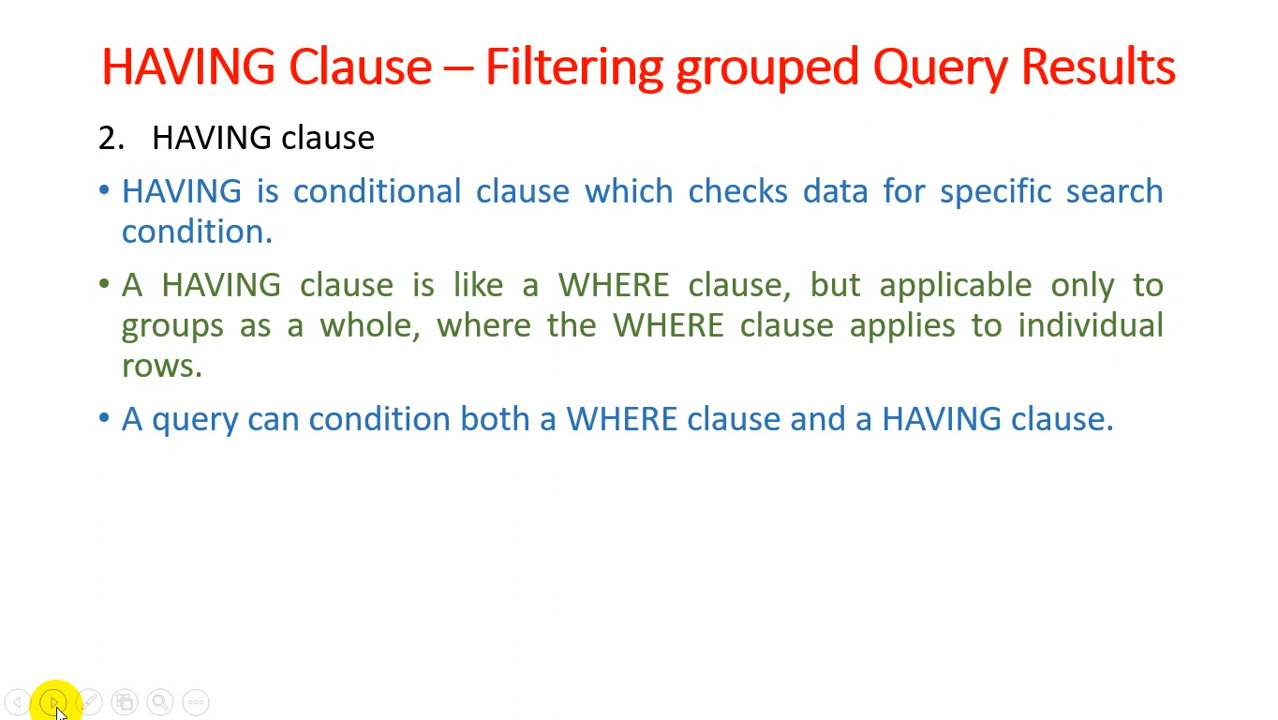 HAVING Clause – Filtering grouped Query Results
2. HAVING clause
• HAVING is conditional clause which checks data for specific search
condition.
• A HAVING clause is like a WHERE clause, but applicable only to
groups as a whole, where the WHERE clause applies to individual
rows.
• A query can condition both a WHERE clause and a HAVING clause.